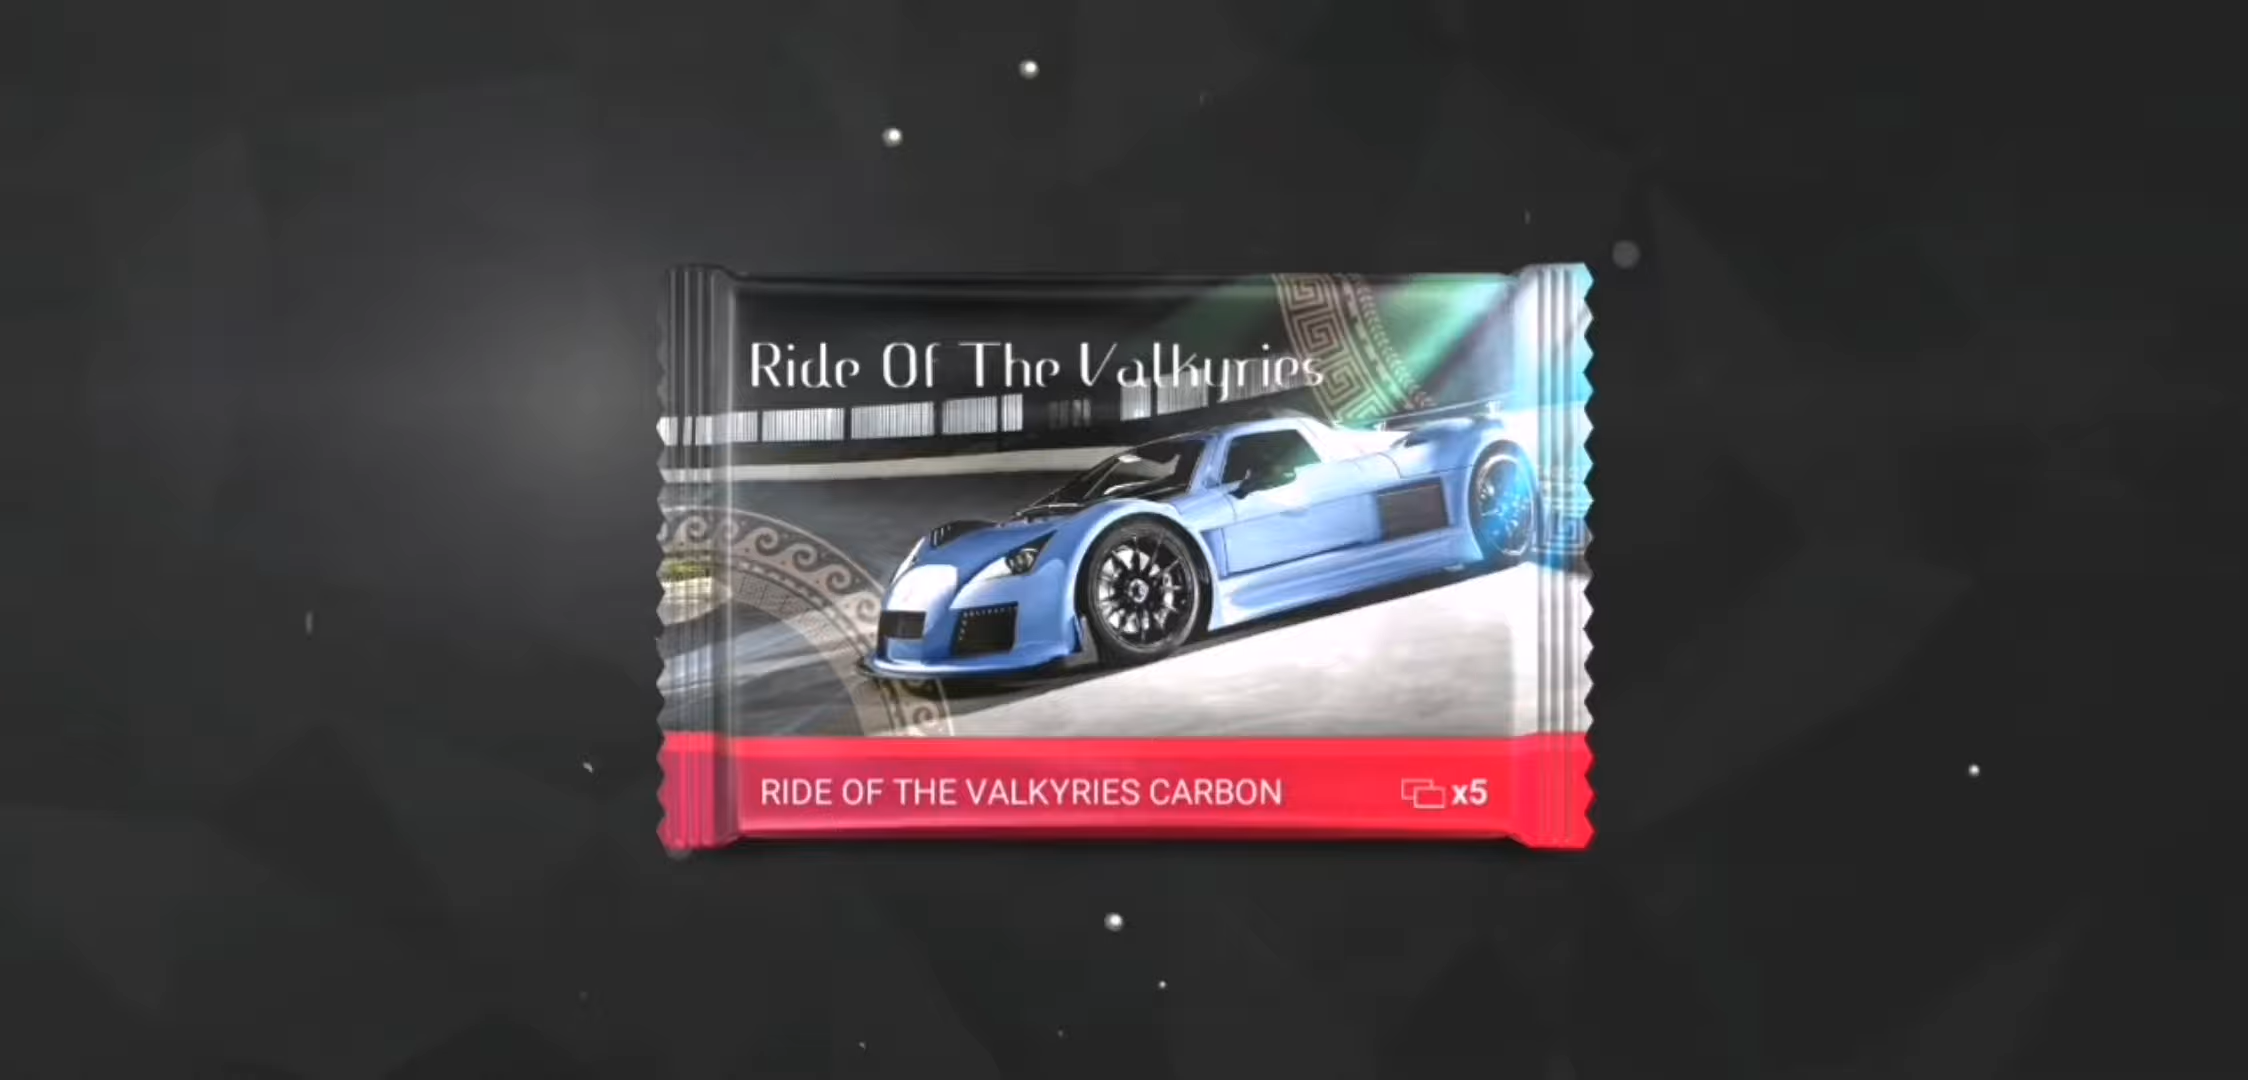 Ride Of The Valkyries
RIDE OF THE VALKYRIES CARBON
x5